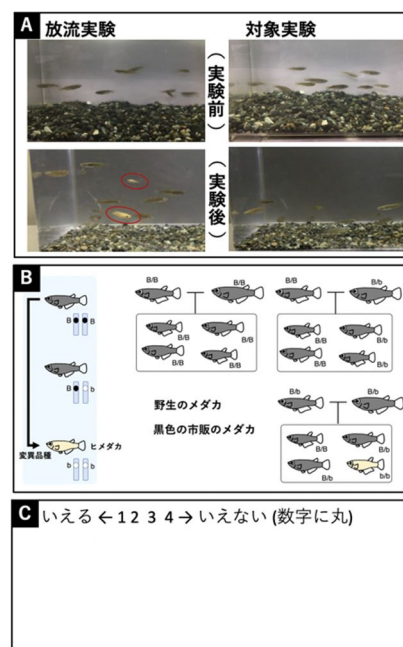 A 放流実験 対象実験
(実験前)
(実験後)
B
B B
B b
変異品種
ヒメダカ
b b
B/B B/B
B/B B/B
B/B B/B
B/B B/b
B/B B/b
B/B B/b
野生のメダカ
黒色の市販のメダカ
B/b B/b
B/B B/b
B/b b/b
C いえる ← 1 2 3 4 → いえない (数字に丸)